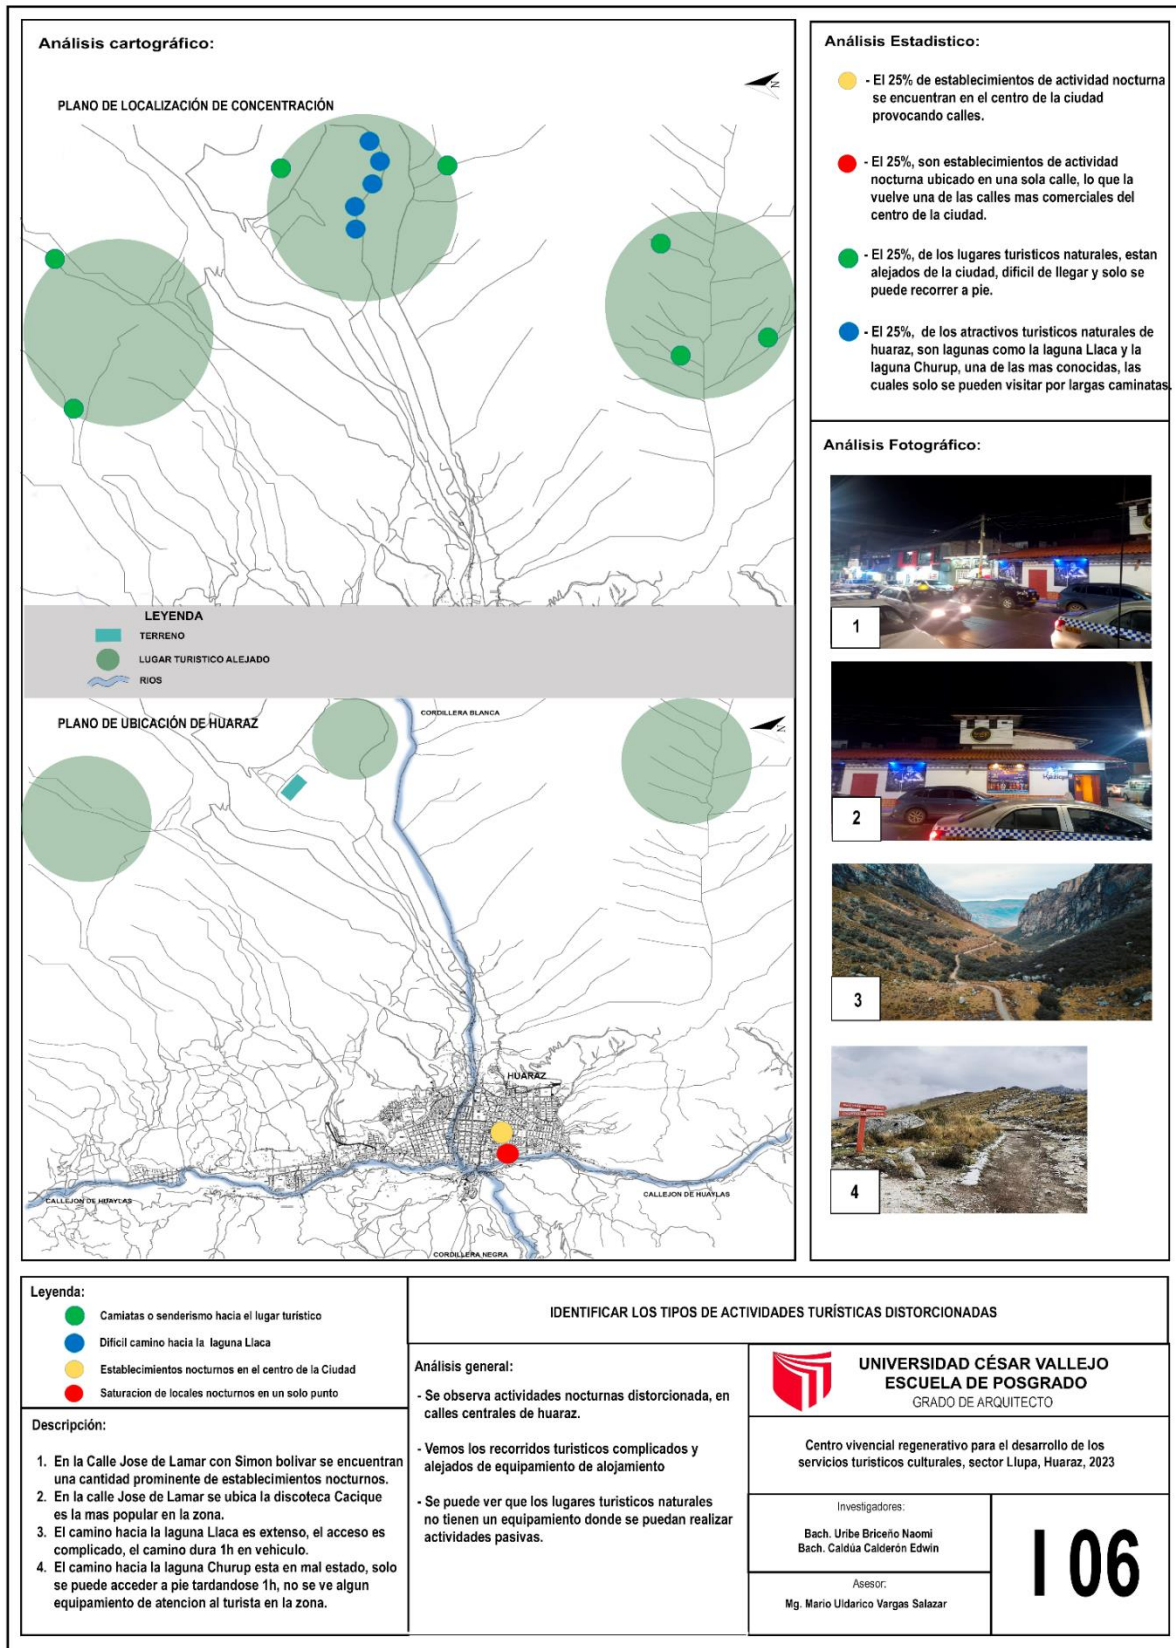 Análisis cartográfico:
N
PLANO DE LOCALIZACIÓN DE CONCENTRACIÓN
LEYENDA
TERRENO
LUGAR TURISTICO ALEJADO
RIOS
PLANO DE UBICACIÓN DE HUARAZ
N
CORDILLERA BLANCA
HUARAZ
CALLEJON DE HUAYLAS
CALLEJON DE HUAYLAS
CORDILLERA NEGRA
Análisis Estadistico:
- El 25% de establecimientos de actividad nocturna
se encuentran en el centro de la ciudad
provocando calles.
- El 25%, son establecimientos de actividad
nocturna ubicado en una sola calle, lo que la
vuelve una de las calles mas comerciales del
centro de la ciudad.
- El 25%, de los lugares turisticos naturales, estan
alejados de la ciudad, dificil de llegar y solo se
puede recorrer a pie.
- El 25%, de los atractivos turisticos naturales de
huaraz, son lagunas como la laguna Llaca y la
laguna Churup, una de las mas conocidas, las
cuales solo se pueden visitar por largas caminatas.
Análisis Fotográfico:
1
2
3
4
Leyenda:
Camiatas o senderismo hacia el lugar turístico
Difícil camino hacia la laguna Llaca
Establecimientos nocturnos en el centro de la Ciudad
Saturacion de locales nocturnos en un solo punto
Descripción:
1. En la Calle Jose de Lamar con Simon bolivar se encuentran
una cantidad prominente de establecimientos nocturnos.
2. En la calle Jose de Lamar se ubica la discoteca Cacique
es la mas popular en la zona.
3. El camino hacia la laguna Llaca es extenso, el acceso es
complicado, el camino dura 1h en vehiculo.
4. El camino hacia la laguna Churup esta en mal estado, solo
se puede acceder a pie tardandose 1h, no se ve algun
equipamiento de atencion al turista en la zona.
IDENTIFICAR LOS TIPOS DE ACTIVIDADES TURÍSTICAS DISTORCIONADAS
Análisis general:
- Se observa actividades nocturnas distorcionada, en
calles centrales de huaraz.
- Vemos los recorridos turisticos complicados y
alejados de equipamiento de alojamiento
- Se puede ver que los lugares turisticos naturales
no tienen un equipamiento donde se puedan realizar
actividades pasivas.
UNIVERSIDAD CÉSAR VALLEJO
ESCUELA DE POSGRADO
GRADO DE ARQUITECTO
Centro vivencial regenerativo para el desarrollo de los
servicios turisticos culturales, sector Llupa, Huaraz, 2023
Investigadores:
Bach. Uribe Briceño Naomi
Bach. Caldúa Calderón Edwin
Asesor:
Mg. Mario Uldarico Vargas Salazar
I 06